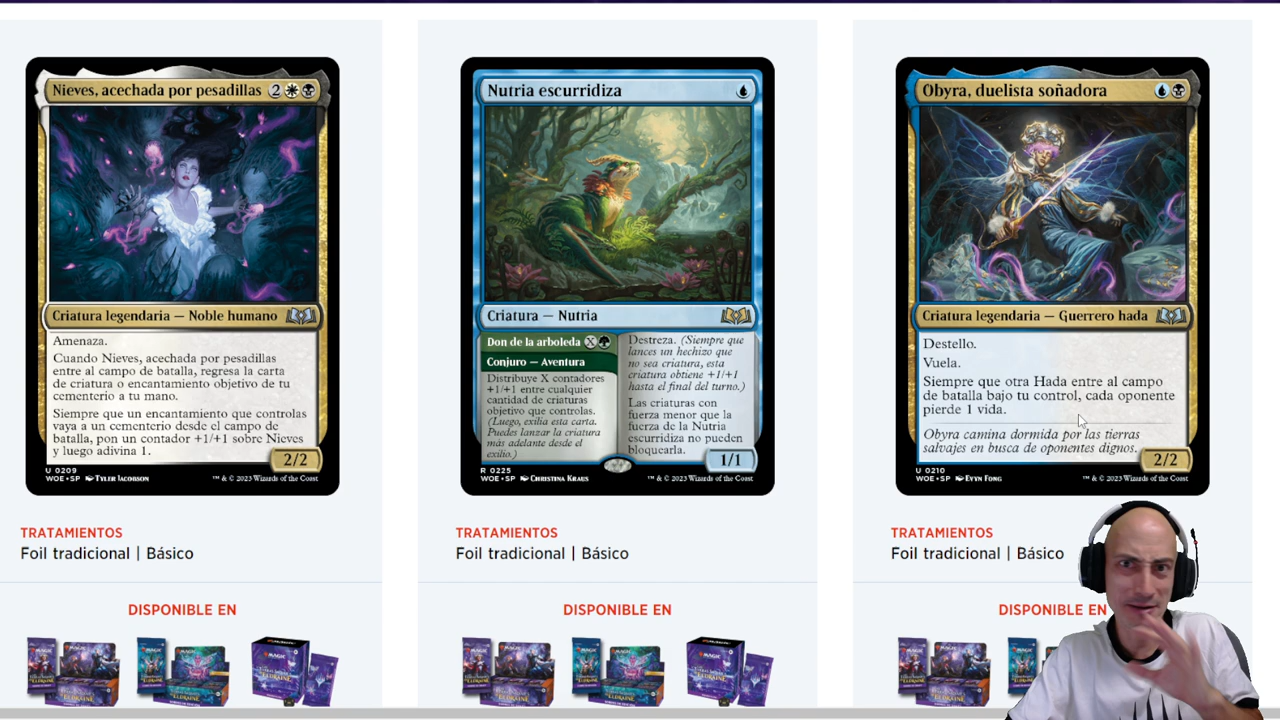 Nieves, acechada por pesadillas 2
Criatura legendaria — Noble humano
Amenaza.
Cuando Nieves, acechada por pesadillas
entre al campo de batalla, regresa la carta
de criatura o encantamiento objetivo de tu
cementerio a tu mano.
Siempre que un encantamiento que controlas
vaya a un cementerio desde el campo de
batalla, pon un contador +1/+1 sobre Nieves
y luego adivina 1.
2/2
U 0209
WOE • SP Tyler Jacobson
™ & © 2023 Wizards of the Coast
TRATAMIENTOS
Foil tradicional | Básico
DISPONIBLE EN
Nutria escurridiza
Criatura — Nutria
Don de la arboleda X
Conjuro — Aventura
Distribuye X contadores
+1/+1 entre cualquier
cantidad de criaturas
objetivo que controlas.
(Luego, exilia esta carta.
Puedes lanzar la criatura
más adelante desde el
exilio.)
Destreza. (Siempre que
lances un hechizo que
no sea criatura, esta
criatura obtiene +1/+1
hasta el final del turno.)
Las criaturas con
fuerza menor que la
fuerza de la Nutria
escurridiza no pueden
bloquearla.
1/1
R 0225
WOE • SP Christina Kraus
™ & © 2023 Wizards of the Coast
TRATAMIENTOS
Foil tradicional | Básico
DISPONIBLE EN
Obyra, duelista soñadora
Criatura legendaria — Guerrero hada
Destello.
Vuela.
Siempre que otra Hada entre al campo
de batalla bajo tu control, cada oponente
pierde 1 vida.
Obyra camina dormida por las tierras
salvajes en busca de oponentes dignos.
2/2
U 0210
WOE • SP Evyn Fong
™ & © 2023 Wizards of the Coast
TRATAMIENTOS
Foil tradicional | Básico
DISPONIBLE EN